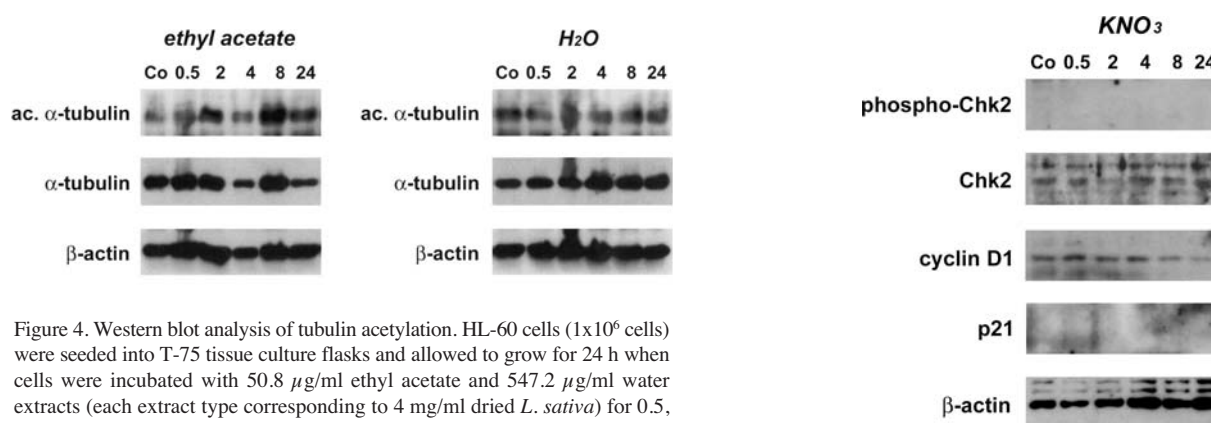 ethyl acetate
Co 0.5 2 4 8 24
ac. α-tubulin
α-tubulin
β-actin
H2O
Co 0.5 2 4 8 24
ac. α-tubulin
α-tubulin
β-actin
Figure 4. Western blot analysis of tubulin acetylation. HL-60 cells (1x10⁶ cells)
were seeded into T-75 tissue culture flasks and allowed to grow for 24 h when
cells were incubated with 50.8 μg/ml ethyl acetate and 547.2 μg/ml water
extracts (each extract type corresponding to 4 mg/ml dried L. sativa) for 0.5,
KNO3
Co 0.5 2 4 8 24
phospho-Chk2
Chk2
cyclin D1
p21
β-actin